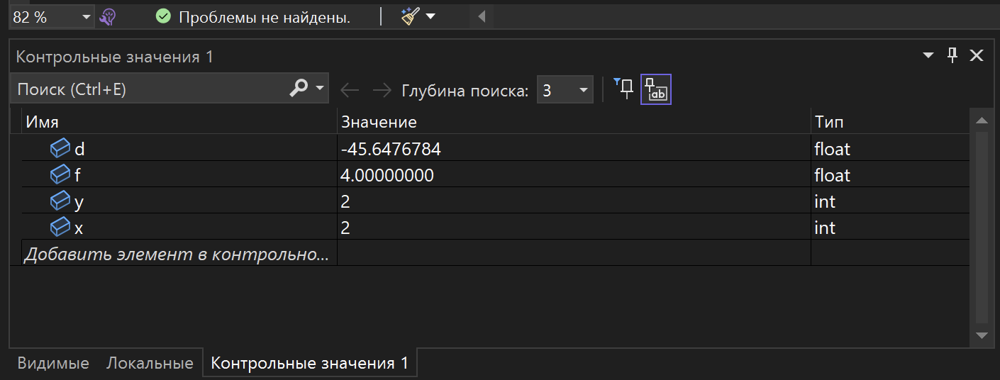 82 % Проблемы не найдены.
Контрольные значения 1
Поиск (Ctrl+E) Глубина поиска: 3 ab
Имя Значение Тип
d -45.6476784 float
f 4.00000000 float
y 2 int
x 2 int
Добавить элемент в контрольно...
Видимые Локальные Контрольные значения 1